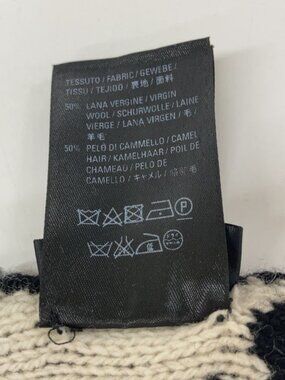 TESSUTO / FABRIC / GEWEBE /
TISSU / TEJIDO / 裏地 / 面料
50% LANA VERGINE / VIRGIN
WOOL / SCHURWOLLE / LAINE
VIERGE / LANA VIRGEN / 毛 /
羊毛
50% PELO DI CAMMELLO / CAMEL
HAIR / KAMELHAAR / POIL DE
CHAMEAU / PELO DE
CAMELLO / キャメル / 骆驼毛
P